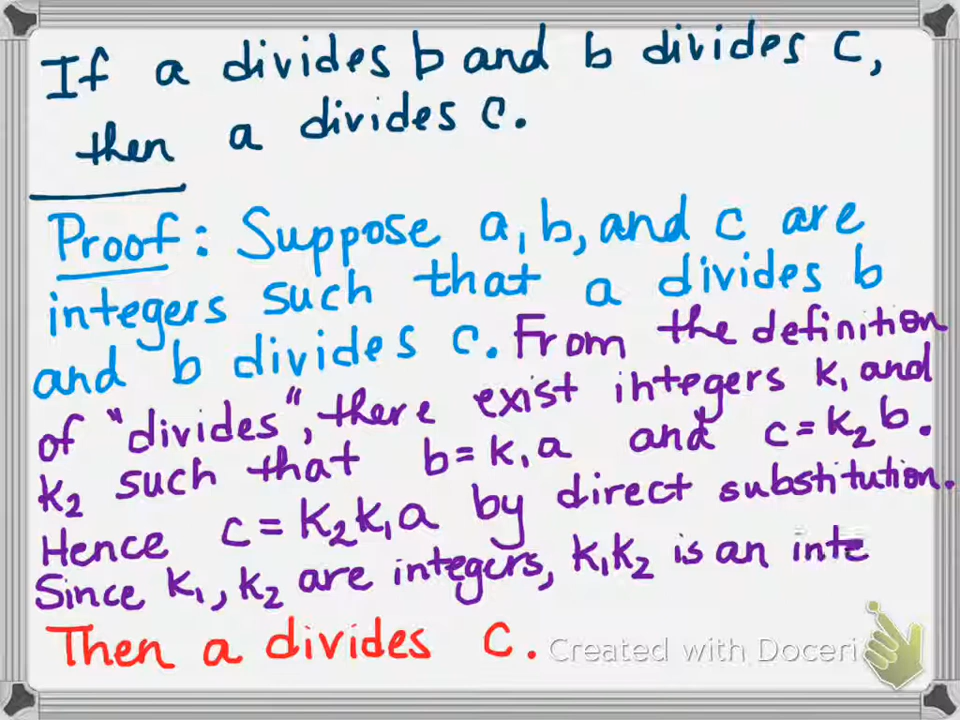 If a divides b and b divides c,
then a divides c.
Proof: Suppose a, b, and c are
integers such that a divides b
and b divides c. From the definition
of "divides", there exist integers k₁ and
k₂ such that b = k₁a and c = k₂b.
Hence c = k₂k₁a by direct substitution.
Since k₁, k₂ are integers, k₁k₂ is an inte
Then a divides c.
Created with Doceri